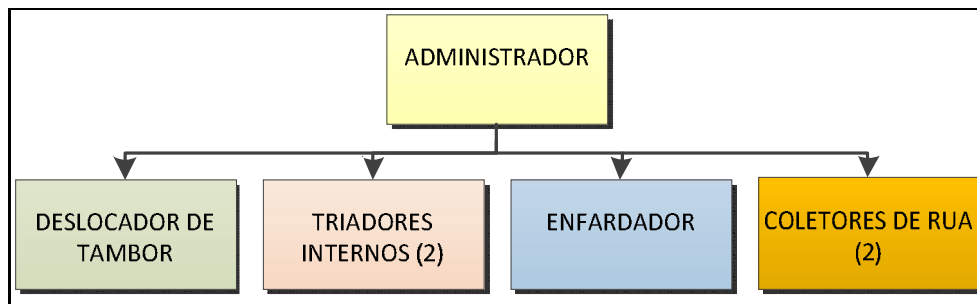 ADMINISTRADOR
DESLOCADOR DE
TAMBOR
TRIADORES
INTERNOS (2)
ENFARDADOR
COLETORES DE RUA
(2)